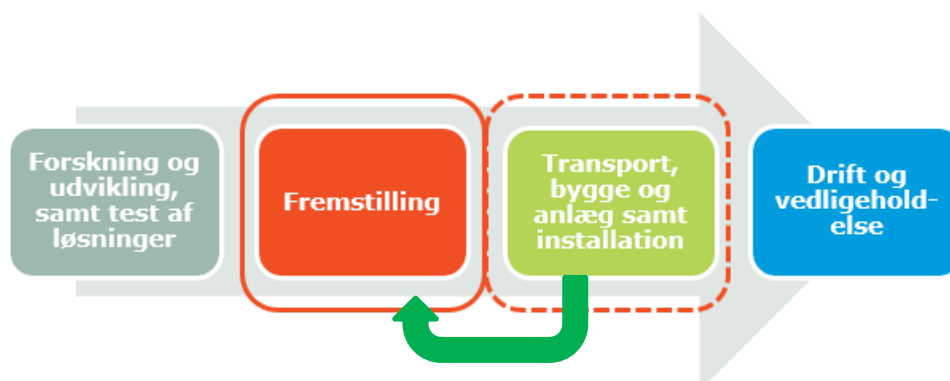 Forskning og
udvikling,
samt test af
løsninger
Fremstilling
Transport,
bygge og
anlæg samt
installation
Drift og
vedligehold-
else